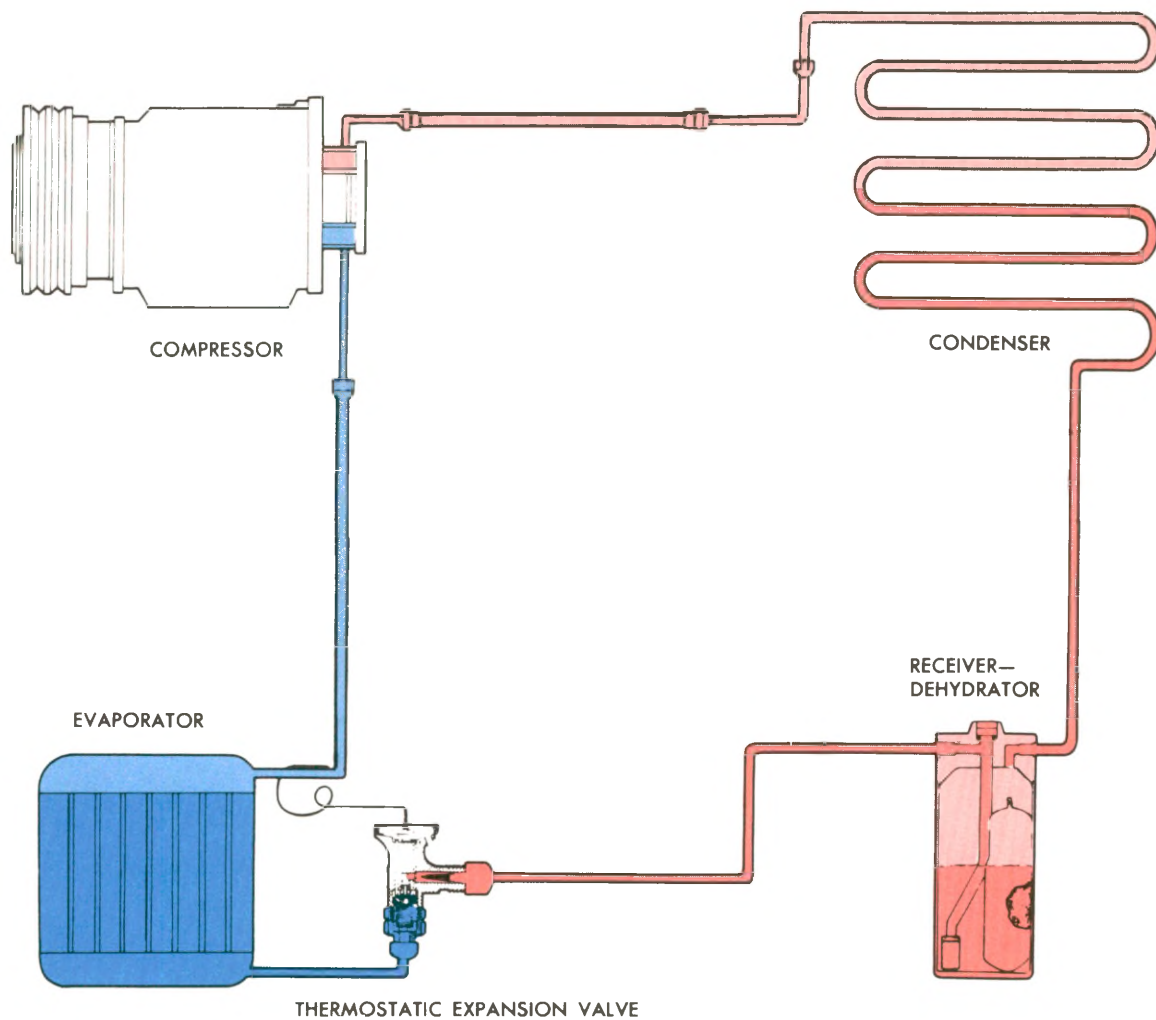 COMPRESSOR
CONDENSER
RECEIVER—
DEHYDRATOR
EVAPORATOR
THERMOSTATIC EXPANSION VALVE